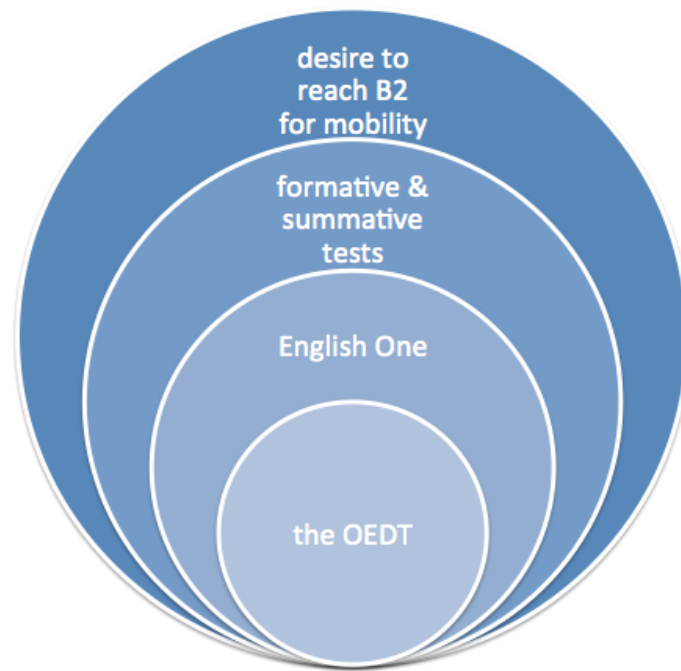 desire to
reach B2
for mobility
formative &
summative
tests
English One
the OEDT